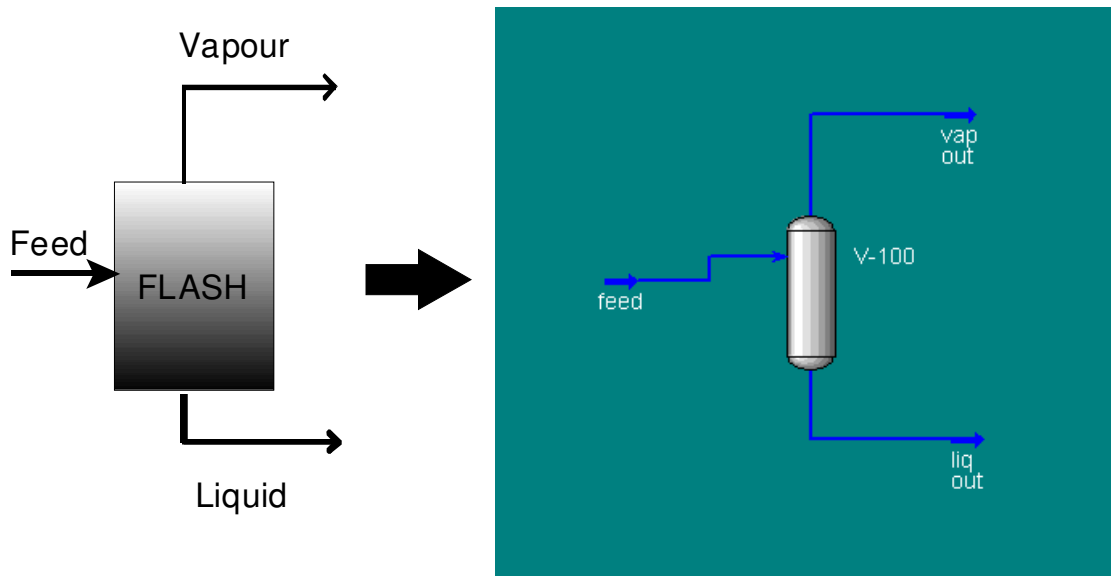 Vapour
Feed
FLASH
Liquid
vap
out
V-100
feed
liq
out